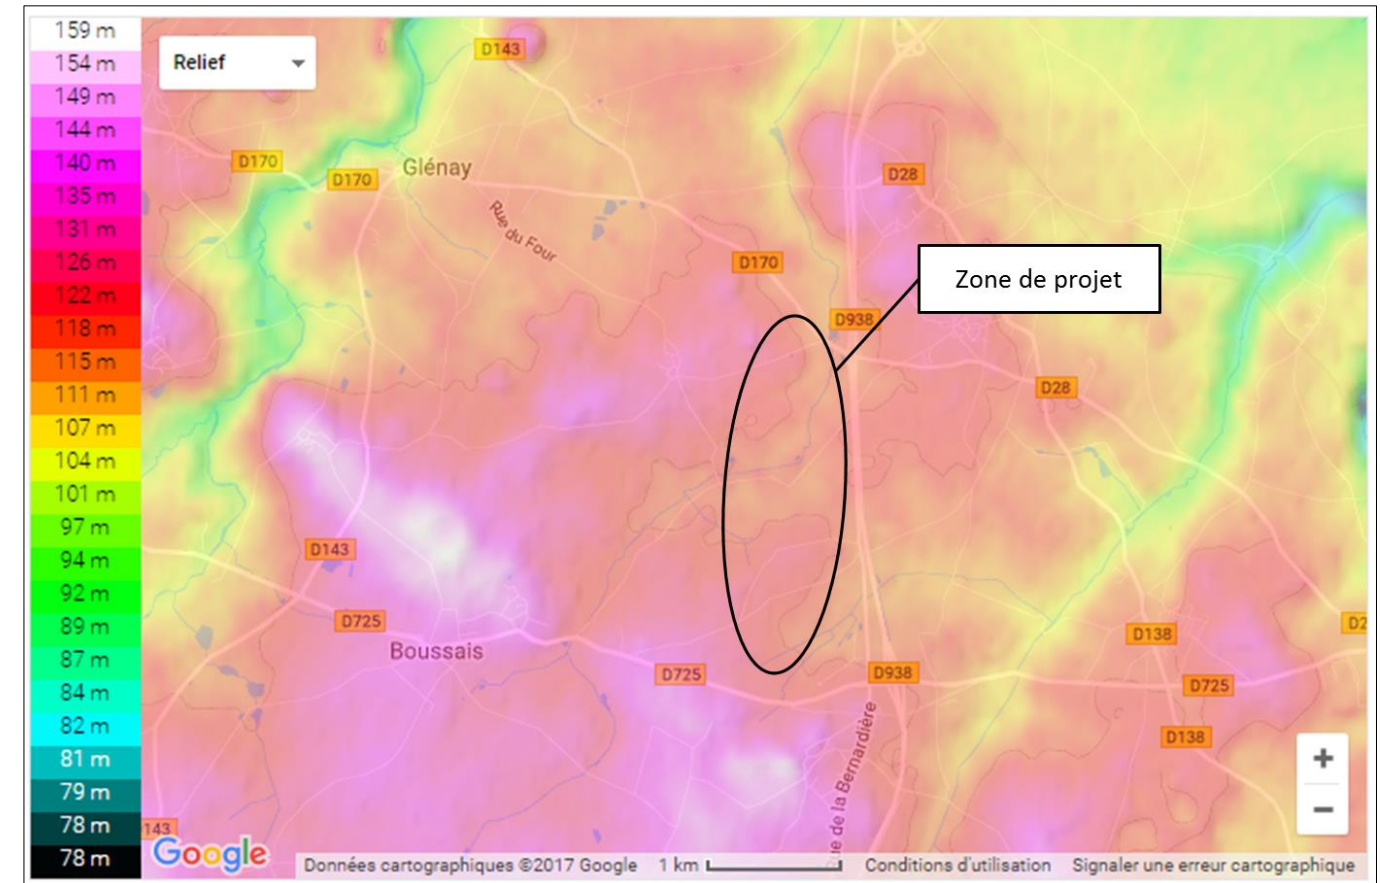 159 m
154 m
149 m
144 m
140 m
135 m
131 m
126 m
122 m
118 m
115 m
111 m
107 m
104 m
101 m
97 m
94 m
92 m
89 m
87 m
84 m
82 m
81 m
79 m
78 m
78 m
Relief
D143
D170
D170
Glénay
D28
Rue du Four
D170
Zone de projet
D938
D28
D143
D725
Boussais
D725
D938
D138
D2
D725
D138
e de la Bernardière
143
+
−
Google
Données cartographiques ©2017 Google
1 km
Conditions d'utilisation
Signaler une erreur cartographique